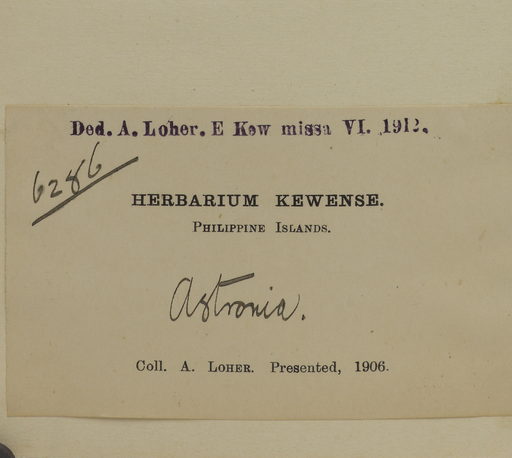 Ded. A. Loher. E Kew missa VI. 1912.
6286
HERBARIUM KEWENSE.
PHILIPPINE ISLANDS.
Astronia.
Coll. A. LOHER. Presented, 1906.